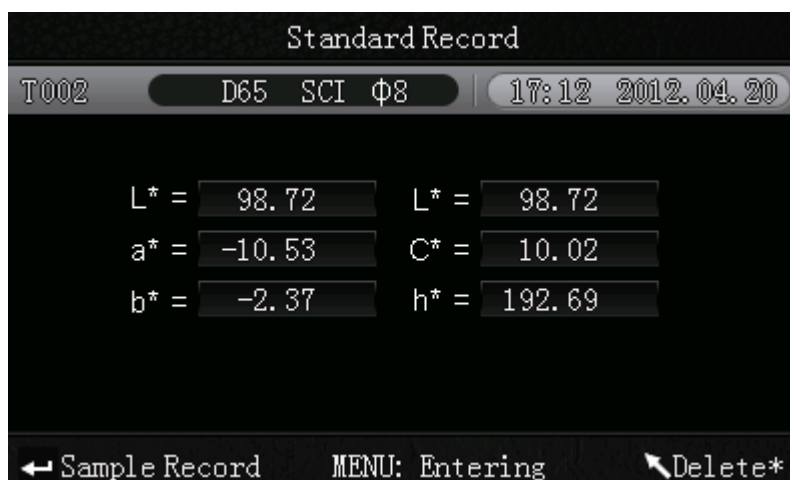 Standard Record
T002 D65 SCI Φ8 17:12 2012.04.20
L* = 98.72 L* = 98.72
a* = -10.53 C* = 10.02
b* = -2.37 h* = 192.69
Sample Record MENU: Entering Delete*